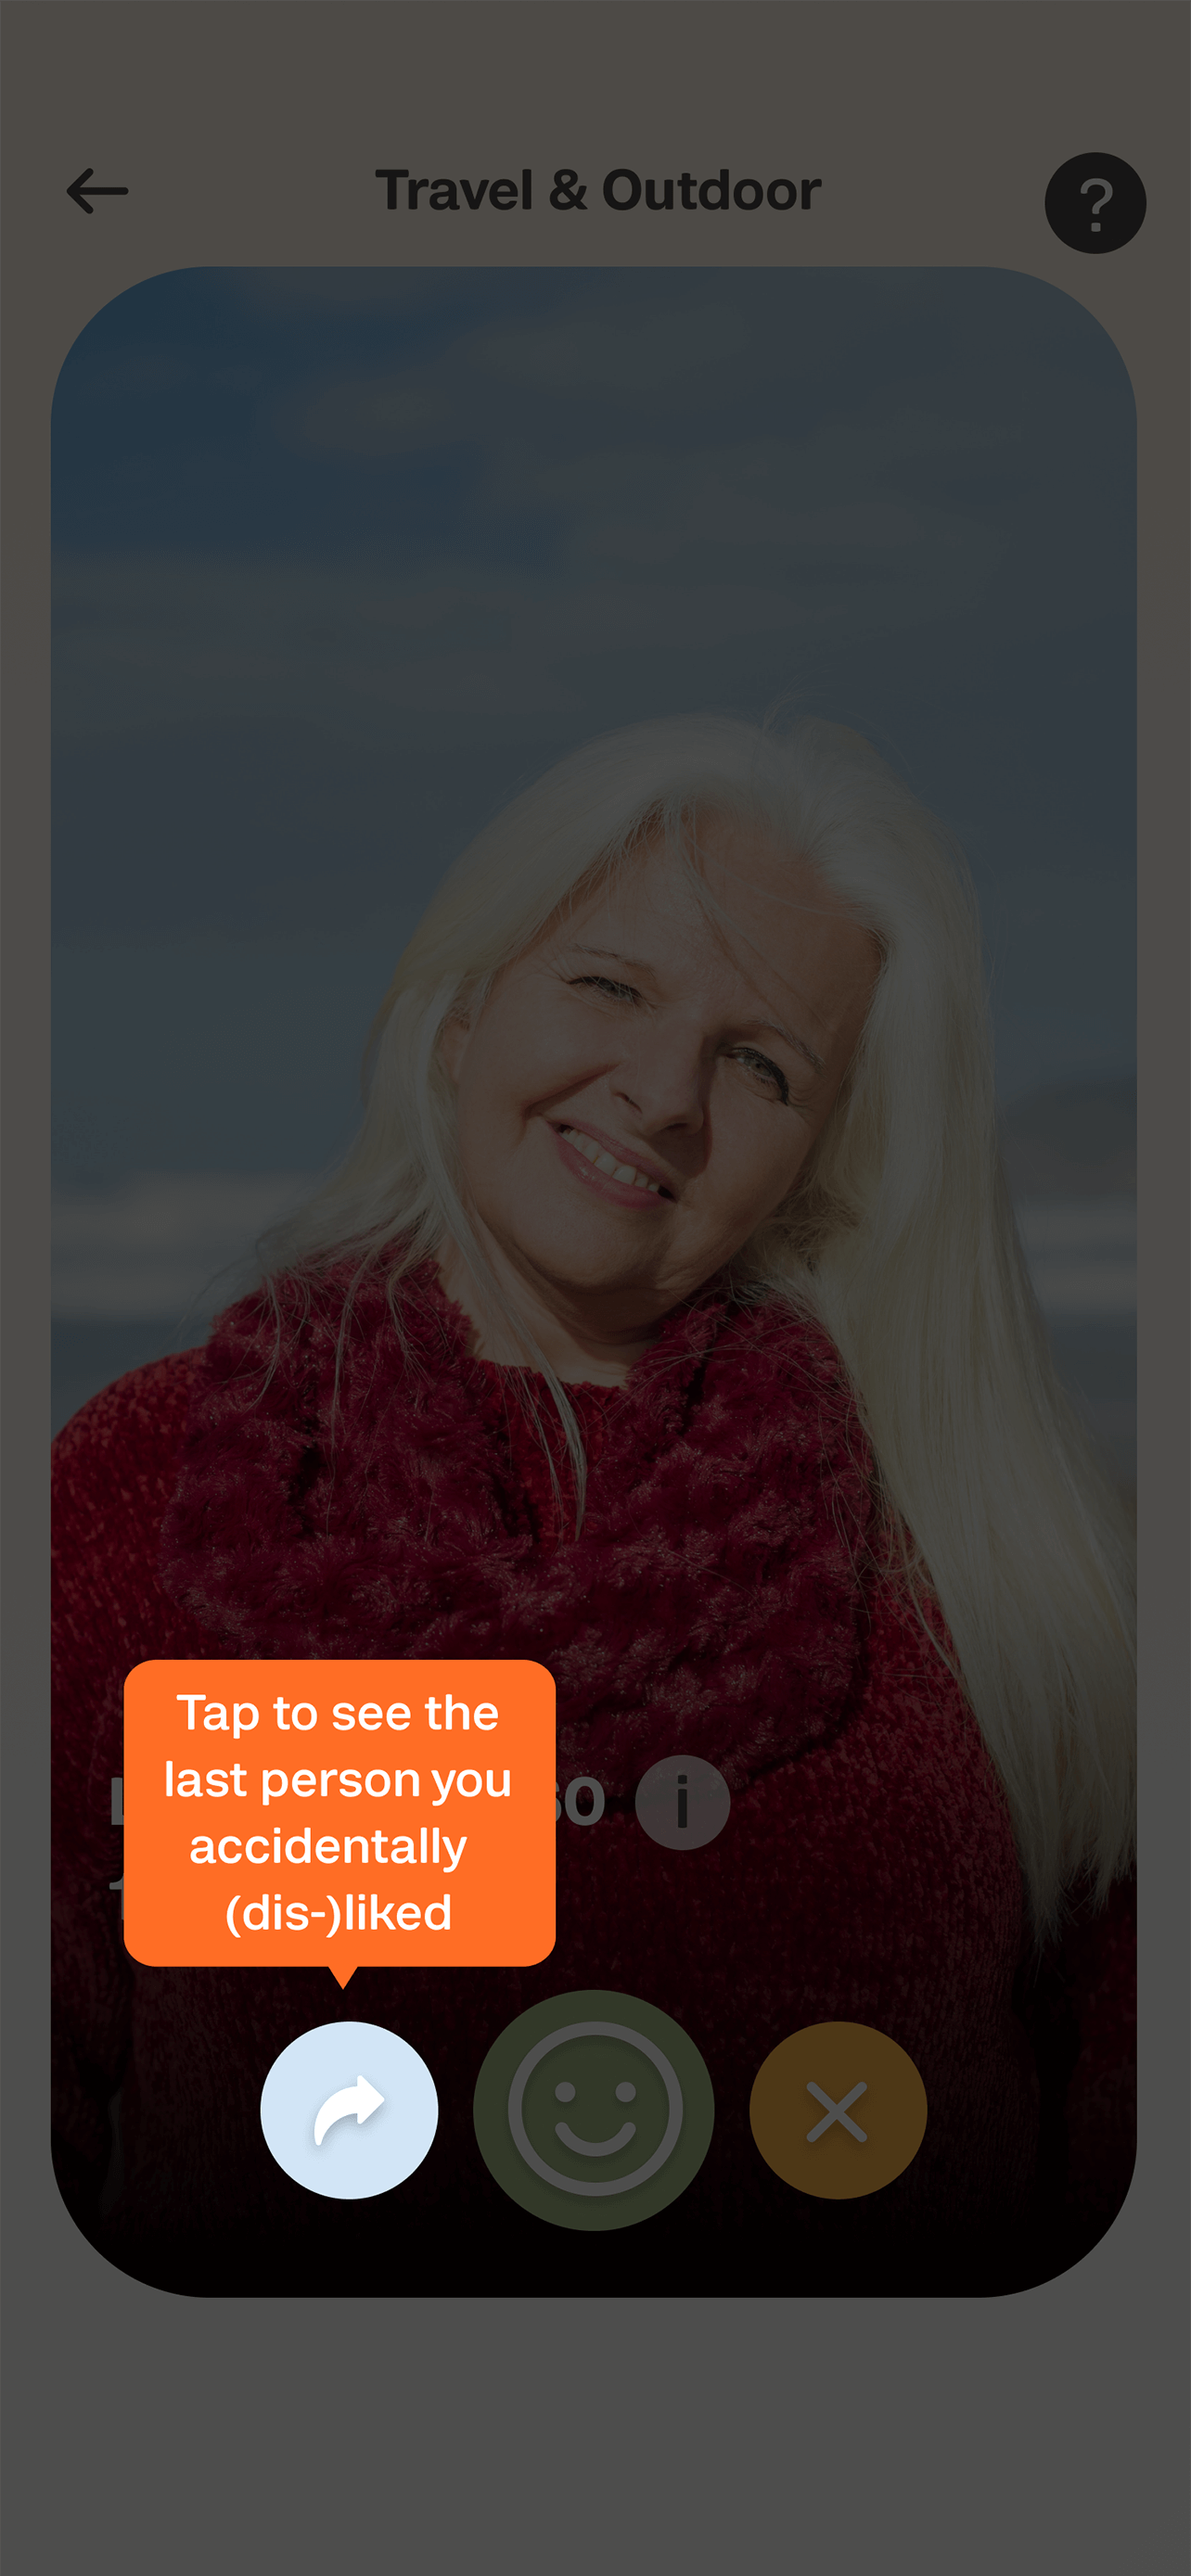 Travel & Outdoor
?
Tap to see the
last person you
accidentally
(dis-)liked
i